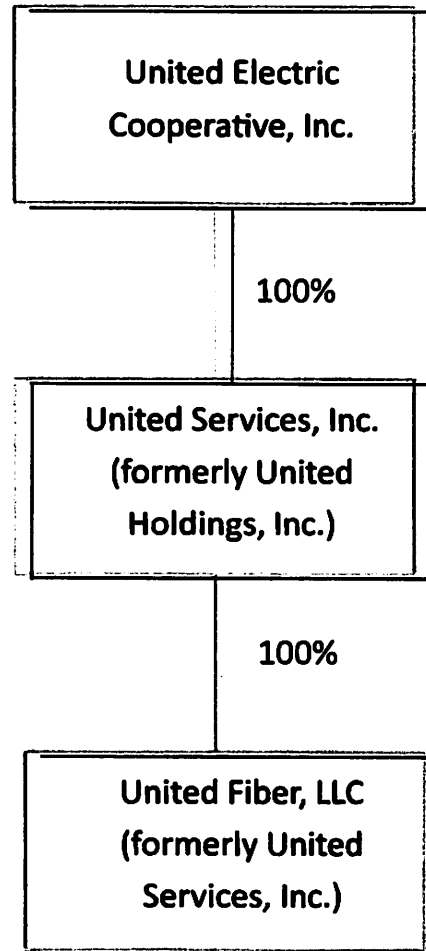 United Electric
Cooperative, Inc.
100%
United Services, Inc.
(formerly United
Holdings, Inc.)
100%
United Fiber, LLC
(formerly United
Services, Inc.)